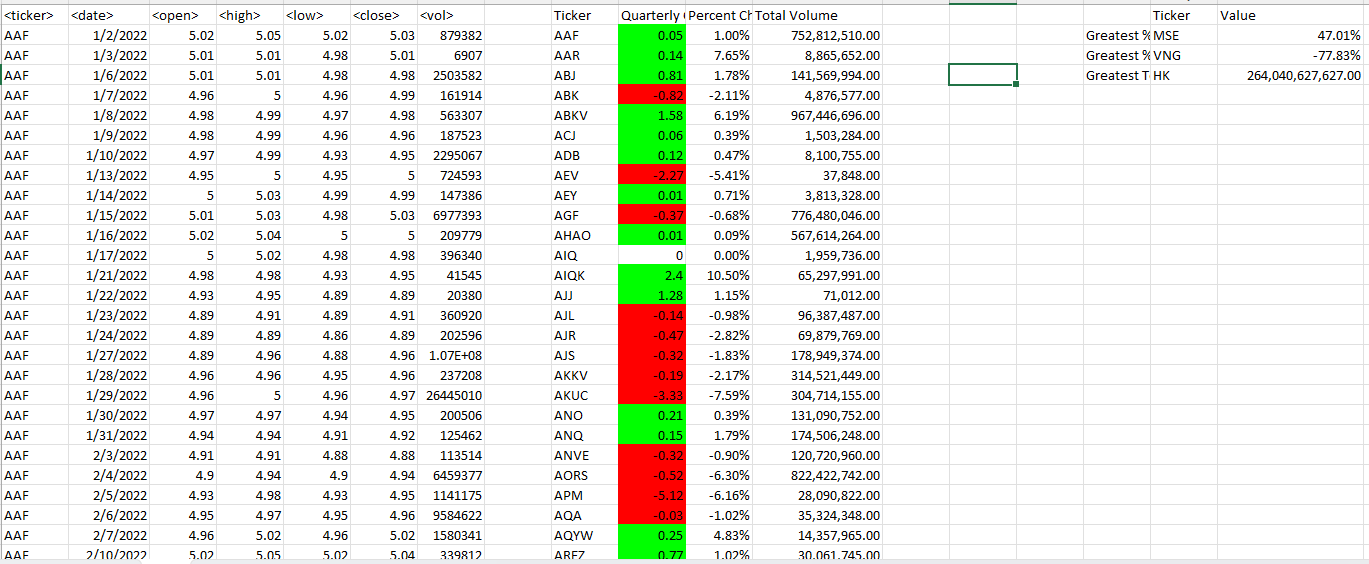 <ticker> <date> <open> <high> <low> <close> <vol> Ticker Quarterly Percent Ch Total Volume Ticker Value
AAF 1/2/2022 5.02 5.05 5.02 5.03 879382 AAF 0.05 1.00% 752,812,510.00 Greatest % MSE 47.01%
AAF 1/3/2022 5.01 5.01 4.98 5.01 6907 AAR 0.14 7.65% 8,865,652.00 Greatest % VNG -77.83%
AAF 1/6/2022 5.01 5.01 4.98 4.98 2503582 ABJ 0.81 1.78% 141,569,994.00 Greatest T HK 264,040,627,627.00
AAF 1/7/2022 4.96 5 4.96 4.99 161914 ABK -0.82 -2.11% 4,876,577.00
AAF 1/8/2022 4.98 4.99 4.97 4.98 563307 ABKV 1.58 6.19% 967,446,696.00
AAF 1/9/2022 4.98 4.99 4.96 4.96 187523 ACJ 0.06 0.39% 1,503,284.00
AAF 1/10/2022 4.97 4.99 4.93 4.95 2295067 ADB 0.12 0.47% 8,100,755.00
AAF 1/13/2022 4.95 5 4.95 5 724593 AEV -2.27 -5.41% 37,848.00
AAF 1/14/2022 5 5.03 4.99 4.99 147386 AEY 0.01 0.71% 3,813,328.00
AAF 1/15/2022 5.01 5.03 4.98 5.03 6977393 AGF -0.37 -0.68% 776,480,046.00
AAF 1/16/2022 5.02 5.04 5 5 209779 AHAO 0.01 0.09% 567,614,264.00
AAF 1/17/2022 5 5.02 4.98 4.98 396340 AIQ 0 0.00% 1,959,736.00
AAF 1/21/2022 4.98 4.98 4.93 4.95 41545 AIQK 2.4 10.50% 65,297,991.00
AAF 1/22/2022 4.93 4.95 4.89 4.89 20380 AJJ 1.28 1.15% 71,012.00
AAF 1/23/2022 4.89 4.91 4.89 4.91 360920 AJL -0.14 -0.98% 96,387,487.00
AAF 1/24/2022 4.89 4.89 4.86 4.89 202596 AJR -0.47 -2.82% 69,879,769.00
AAF 1/27/2022 4.89 4.96 4.88 4.96 1.07E+08 AJS -0.32 -1.83% 178,949,374.00
AAF 1/28/2022 4.96 4.96 4.95 4.96 237208 AKKV -0.19 -2.17% 314,521,449.00
AAF 1/29/2022 4.96 5 4.96 4.97 26445010 AKUC -3.33 -7.59% 304,714,155.00
AAF 1/30/2022 4.97 4.97 4.94 4.95 200506 ANO 0.21 0.39% 131,090,752.00
AAF 1/31/2022 4.94 4.94 4.91 4.92 125462 ANQ 0.15 1.79% 174,506,248.00
AAF 2/3/2022 4.91 4.91 4.88 4.88 113514 ANVE -0.32 -0.90% 120,720,960.00
AAF 2/4/2022 4.9 4.94 4.9 4.94 6459377 AORS -0.52 -6.30% 822,422,742.00
AAF 2/5/2022 4.93 4.98 4.93 4.95 1141175 APM -5.12 -6.16% 28,090,822.00
AAF 2/6/2022 4.95 4.97 4.95 4.96 9584622 AQA -0.03 -1.02% 35,324,348.00
AAF 2/7/2022 4.96 5.02 4.96 5.02 1580341 AQYW 0.25 4.83% 14,357,965.00
AAF 2/10/2022 5.02 5.05 5.02 5.04 339812 AREZ 0.77 1.02% 30,061,745.00